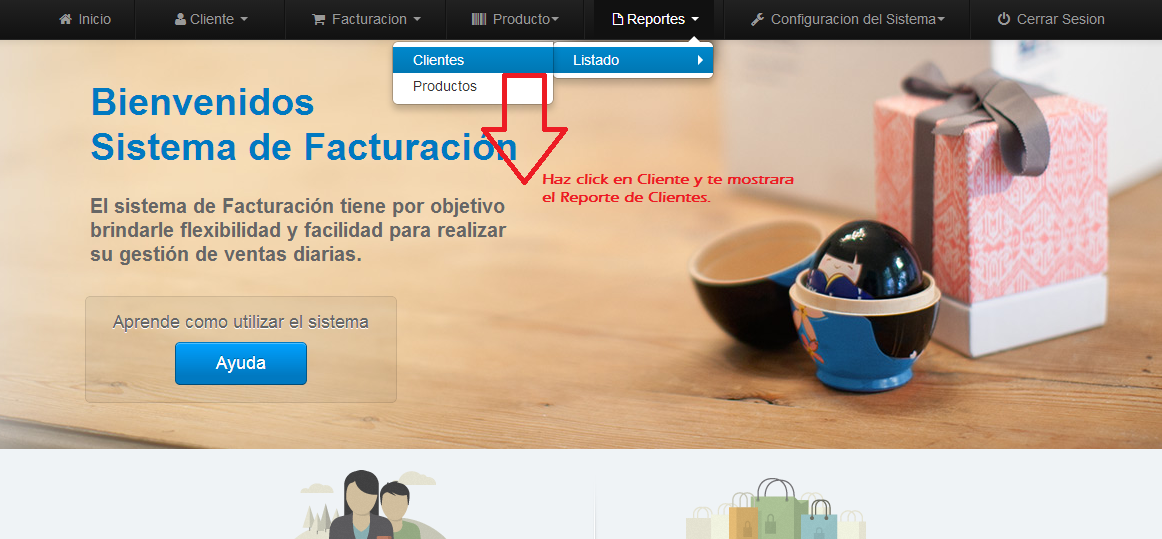 Inicio
Cliente
Facturacion
Producto
Reportes
Configuracion del Sistema
Cerrar Sesion
Clientes
Listado
Productos
Bienvenidos
Sistema de Facturación
Haz click en Cliente y te mostrara
el Reporte de Clientes.
El sistema de Facturación tiene por objetivo
brindarle flexibilidad y facilidad para realizar
su gestión de ventas diarias.
Aprende como utilizar el sistema
Ayuda